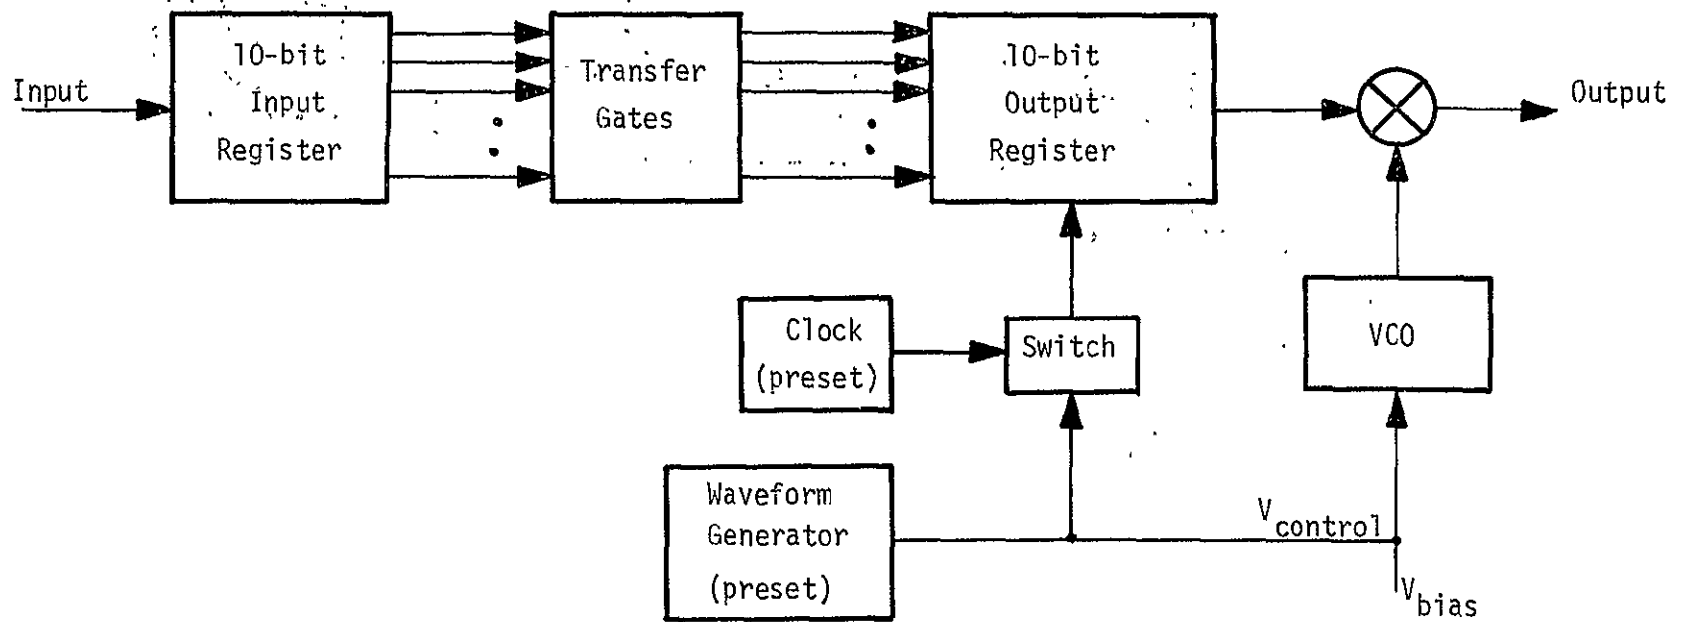 Input
10-bit
Input
Register
Transfer
Gates
10-bit
Output
Register
Output
Clock
(preset)
Switch
VCO
Waveform
Generator
(preset)
Vcontrol
Vbias